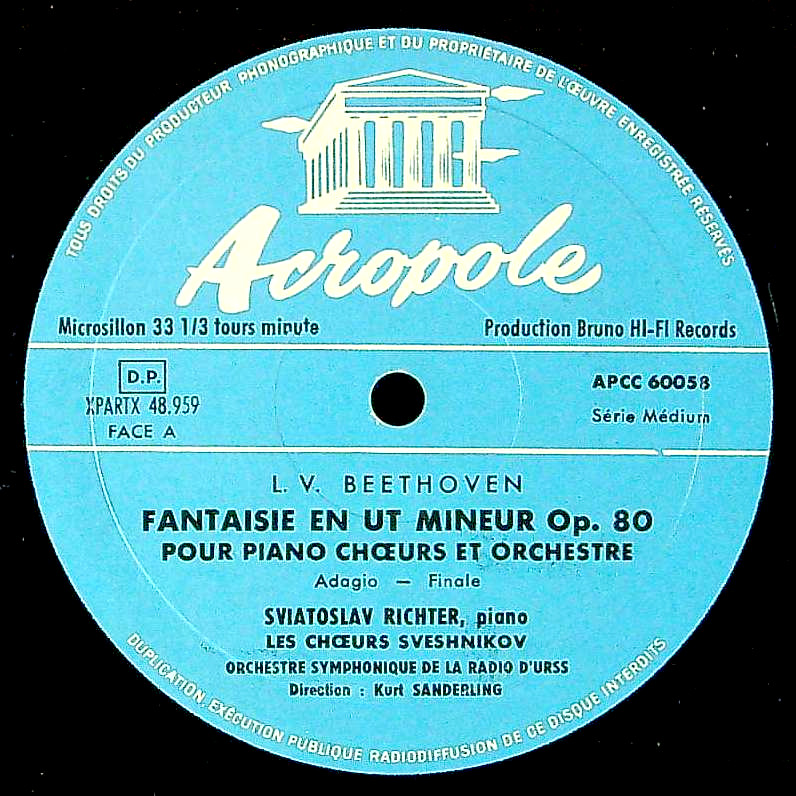 TOUS DROITS DU PRODUCTEUR PHONOGRAPHIQUE ET DU PROPRIÉTAIRE DE L'ŒUVRE ENREGISTRÉE RÉSERVÉS
Acropole
Microsillon 33 1/3 tours minute
Production Bruno HI-FI Records
D.P.
XPARTX 48.959
FACE A
APCC 60058
Série Médium
L. V. BEETHOVEN
FANTAISIE EN UT MINEUR Op. 80
POUR PIANO CHŒURS ET ORCHESTRE
Adagio — Finale
SVIATOSLAV RICHTER, piano
LES CHŒURS SVESHNIKOV
ORCHESTRE SYMPHONIQUE DE LA RADIO D'URSS
Direction : Kurt SANDERLING
DUPLICATION, EXÉCUTION PUBLIQUE RADIODIFFUSION DE CE DISQUE INTERDITS